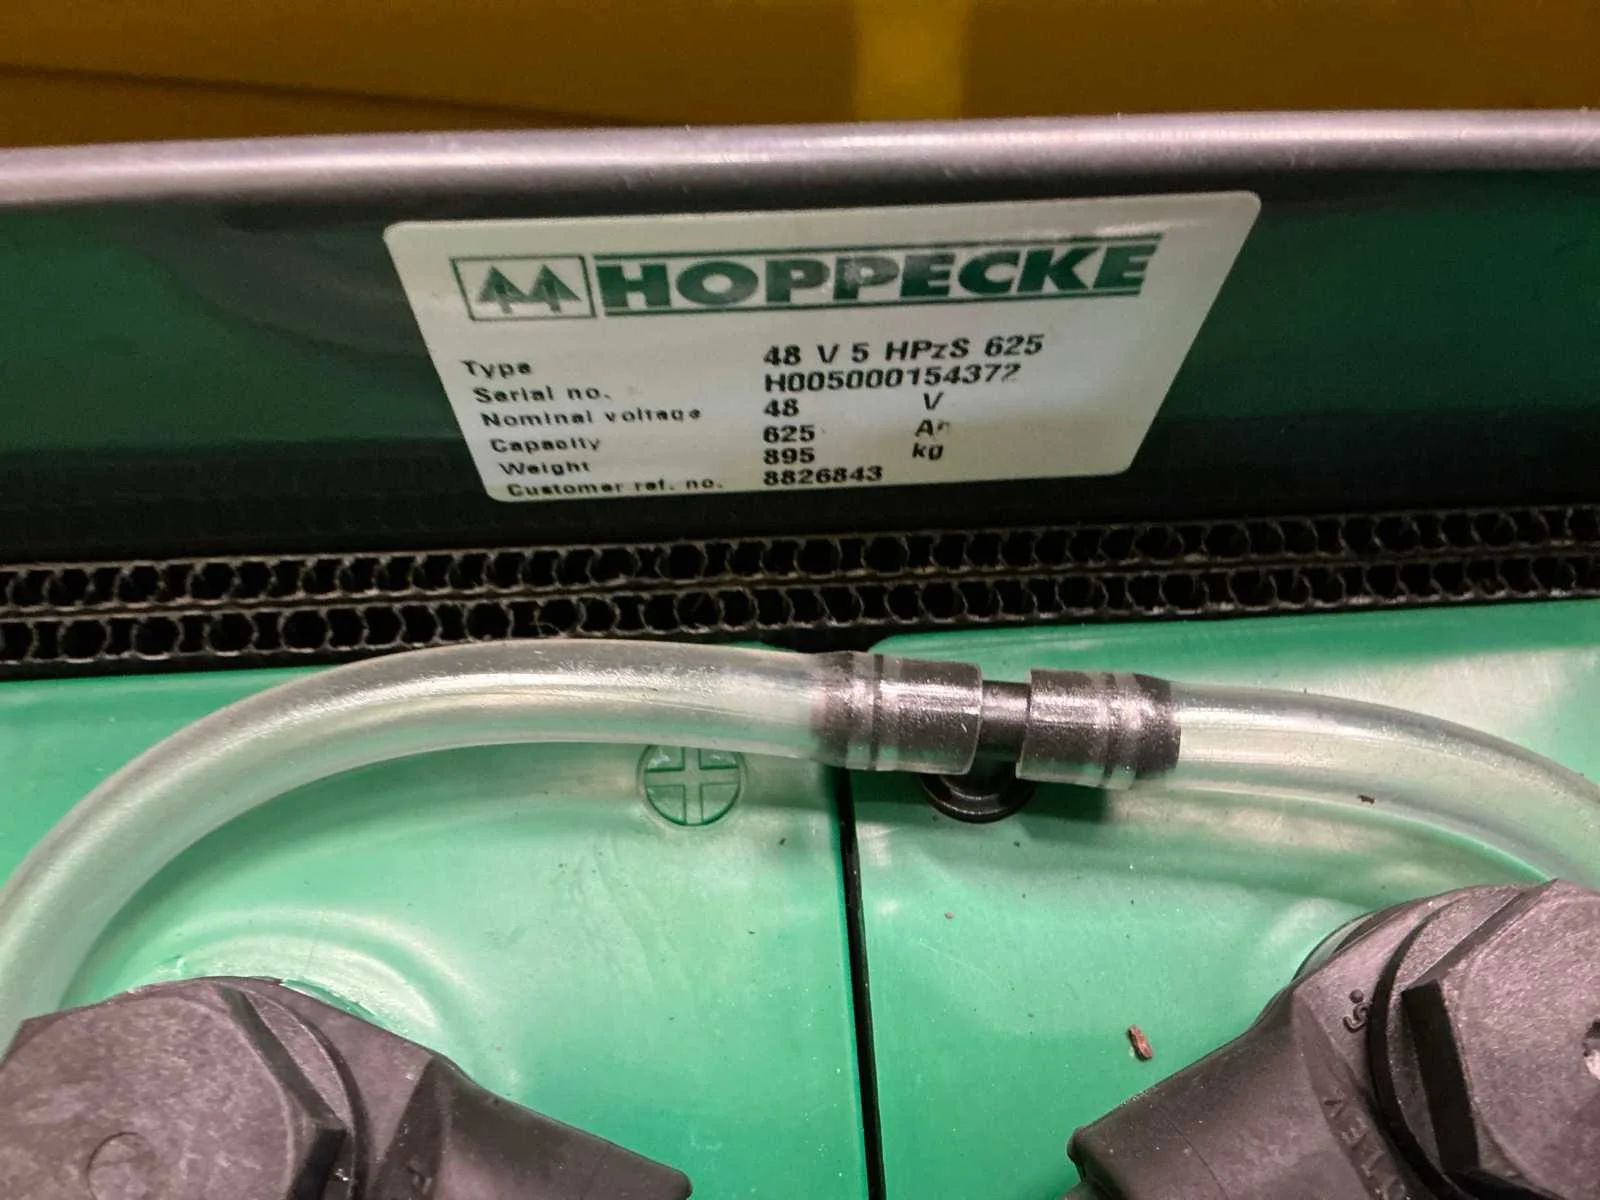 HOPPECKE
Type 48 V 5 HPzS 625
Serial no. H005000154372
Nominal voltage 48 V
Capacity 625 Ah
Weight 895 kg
Customer ref. no. 8826843